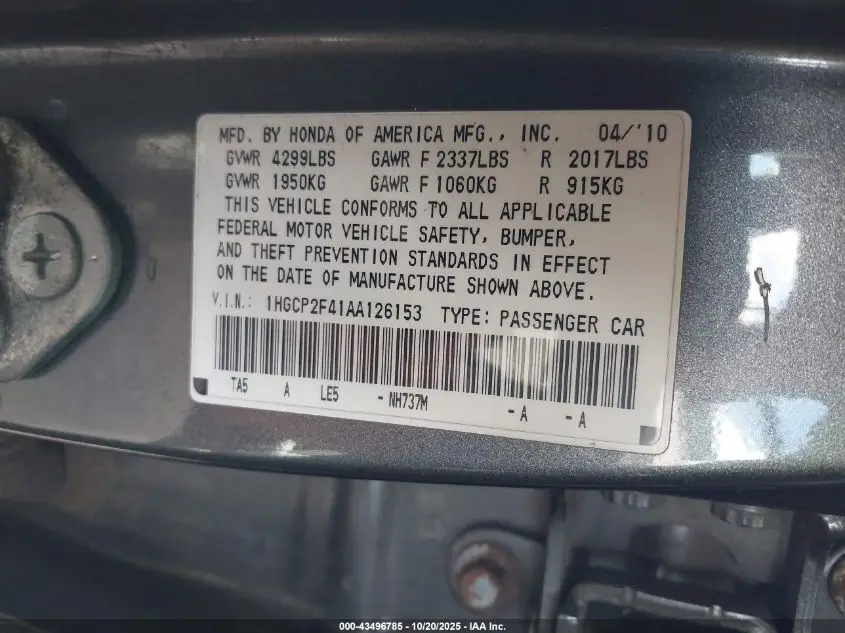 MFD. BY HONDA OF AMERICA MFG., INC. 04/'10
GVWR 4299LBS GAWR F 2337LBS R 2017LBS
GVWR 1950KG GAWR F 1060KG R 915KG
THIS VEHICLE CONFORMS TO ALL APPLICABLE
FEDERAL MOTOR VEHICLE SAFETY, BUMPER,
AND THEFT PREVENTION STANDARDS IN EFFECT
ON THE DATE OF MANUFACTURE SHOWN ABOVE.
V.I.N.: 1HGCP2F41AA126153 TYPE: PASSENGER CAR
TA5 A LE5 -NH737M -A -A
000-43496785 - 10/20/2025 - IAA Inc.